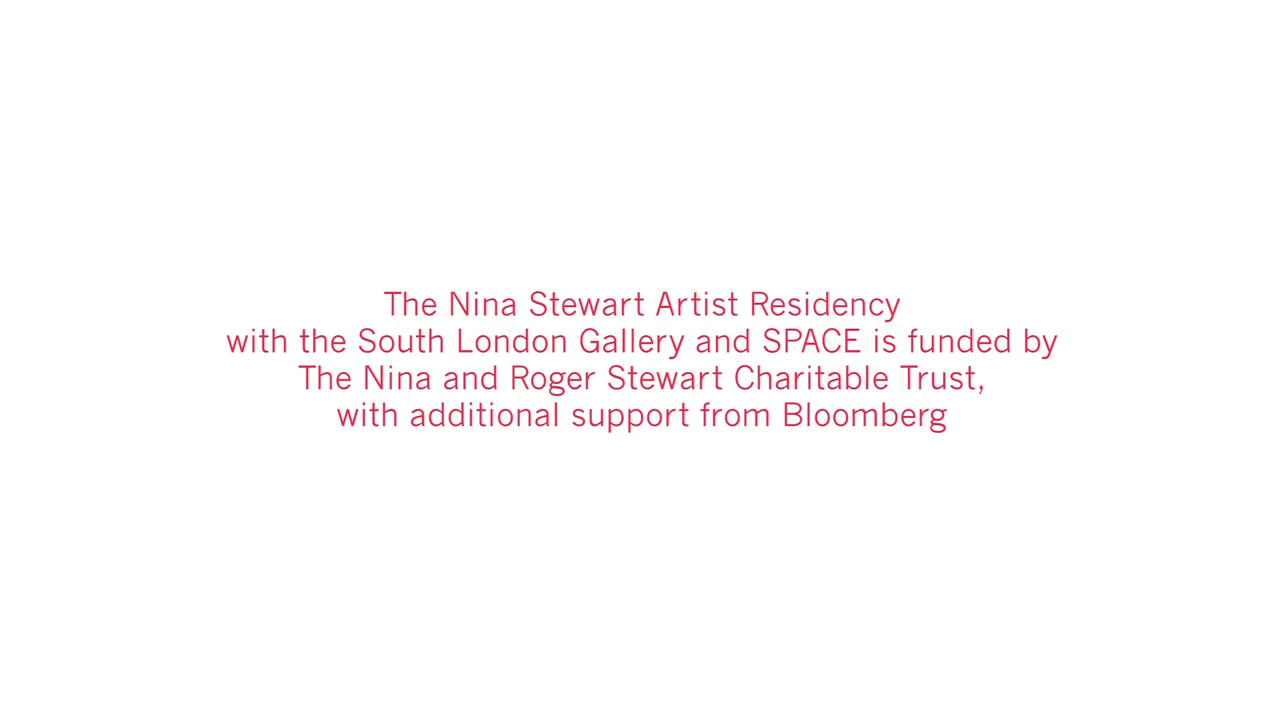 The Nina Stewart Artist Residency
with the South London Gallery and SPACE is funded by
The Nina and Roger Stewart Charitable Trust,
with additional support from Bloomberg